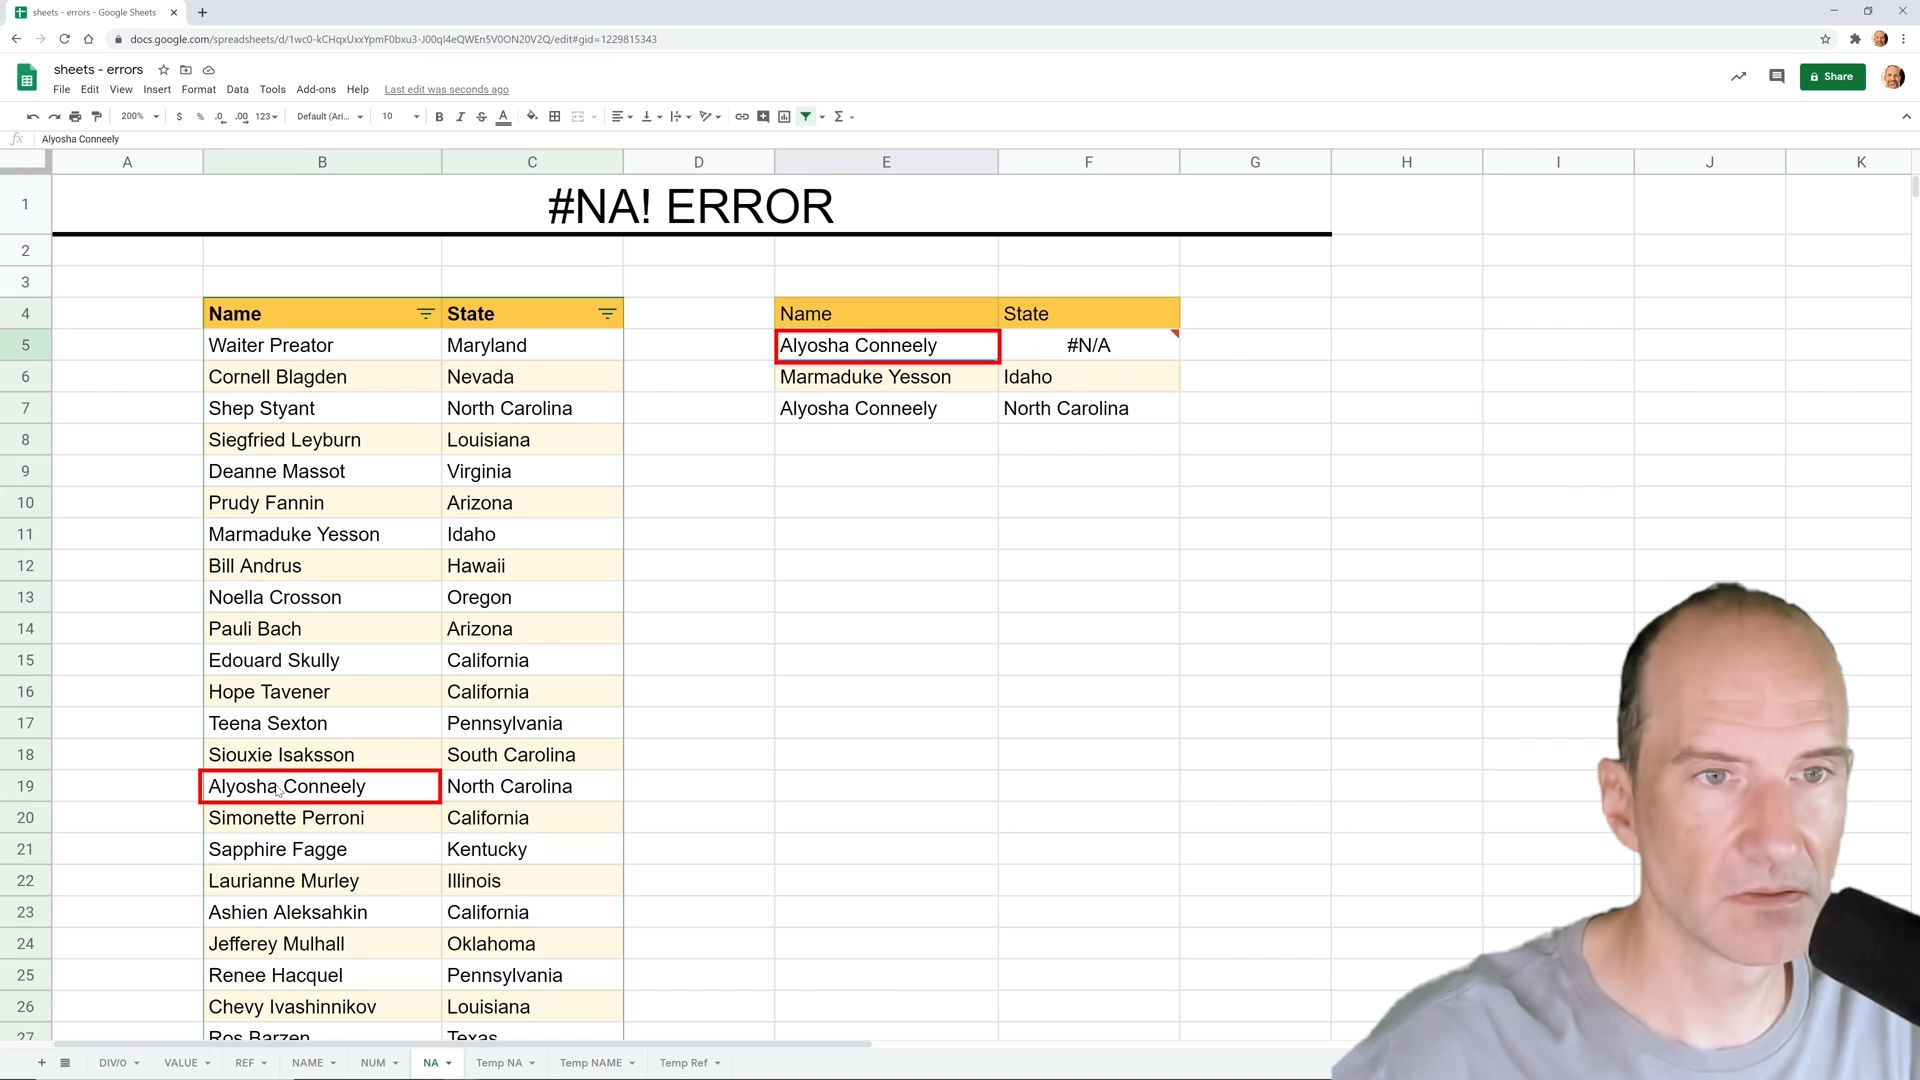 sheets - errors - Google Sheets
docs.google.com/spreadsheets/d/1wc0-kCHqxUxxYpmF0bxu3-J00qI4eQWEn5V0ON20V2Q/edit#gid=1229815343
sheets - errors
File Edit View Insert Format Data Tools Add-ons Help Last edit was seconds ago
Share
200% $ % .0 .00 123 Default (Ari... 10 B I S A Σ
fx Alyosha Conneely
A B C D E F G H I J K
1 #NA! ERROR
2
3
4 Name State Name State
5 Waiter Preator Maryland Alyosha Conneely #N/A
6 Cornell Blagden Nevada Marmaduke Yesson Idaho
7 Shep Styant North Carolina Alyosha Conneely North Carolina
8 Siegfried Leyburn Louisiana
9 Deanne Massot Virginia
10 Prudy Fannin Arizona
11 Marmaduke Yesson Idaho
12 Bill Andrus Hawaii
13 Noella Crosson Oregon
14 Pauli Bach Arizona
15 Edouard Skully California
16 Hope Tavener California
17 Teena Sexton Pennsylvania
18 Siouxie Isaksson South Carolina
19 Alyosha Conneely North Carolina
20 Simonette Perroni California
21 Sapphire Fagge Kentucky
22 Laurianne Murley Illinois
23 Ashien Aleksahkin California
24 Jefferey Mulhall Oklahoma
25 Renee Hacquel Pennsylvania
26 Chevy Ivashinnikov Louisiana
27 Ros Barzen Texas
DIV/0 VALUE REF NAME NUM NA Temp NA Temp NAME Temp Ref